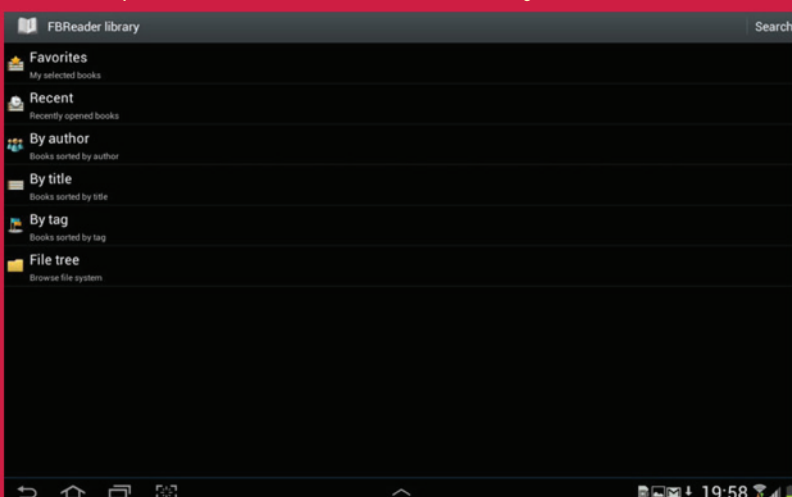 FBReader library
Search
Favorites
My selected books
Recent
Recently opened books
By author
Books sorted by author
By title
Books sorted by title
By tag
Books sorted by tag
File tree
Browse file system
19:58